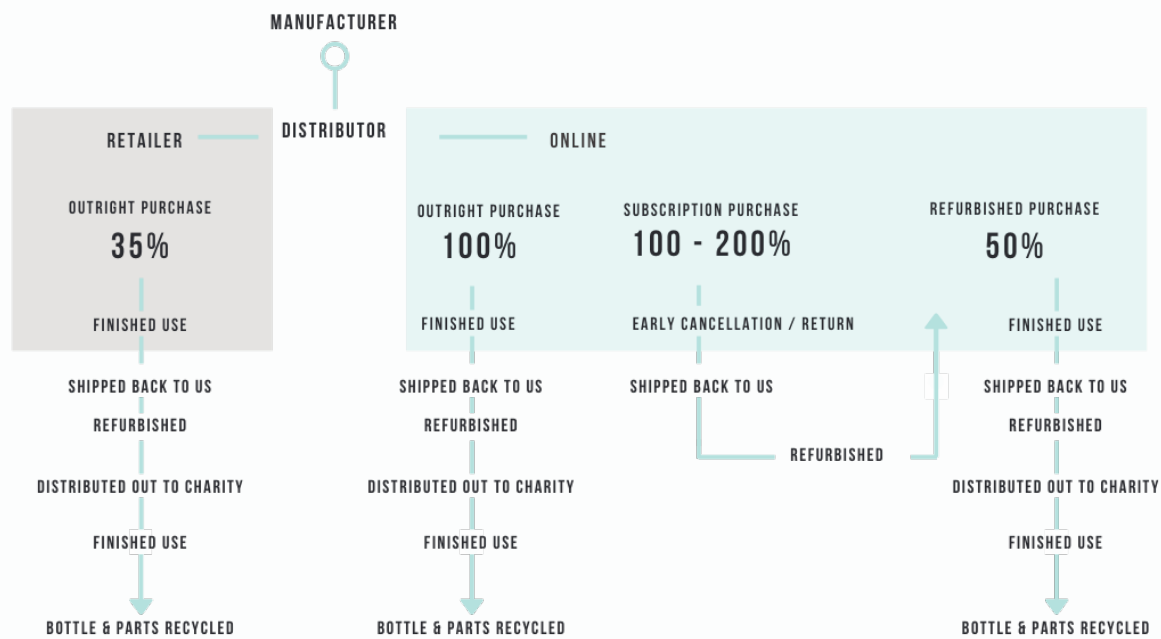 MANUFACTURER
RETAILER
DISTRIBUTOR
ONLINE
OUTRIGHT PURCHASE
35%
OUTRIGHT PURCHASE
100%
SUBSCRIPTION PURCHASE
100 - 200%
REFURBISHED PURCHASE
50%
FINISHED USE
FINISHED USE
EARLY CANCELLATION / RETURN
FINISHED USE
SHIPPED BACK TO US
SHIPPED BACK TO US
SHIPPED BACK TO US
SHIPPED BACK TO US
REFURBISHED
REFURBISHED
REFURBISHED
REFURBISHED
DISTRIBUTED OUT TO CHARITY
DISTRIBUTED OUT TO CHARITY
DISTRIBUTED OUT TO CHARITY
FINISHED USE
FINISHED USE
FINISHED USE
BOTTLE & PARTS RECYCLED
BOTTLE & PARTS RECYCLED
BOTTLE & PARTS RECYCLED